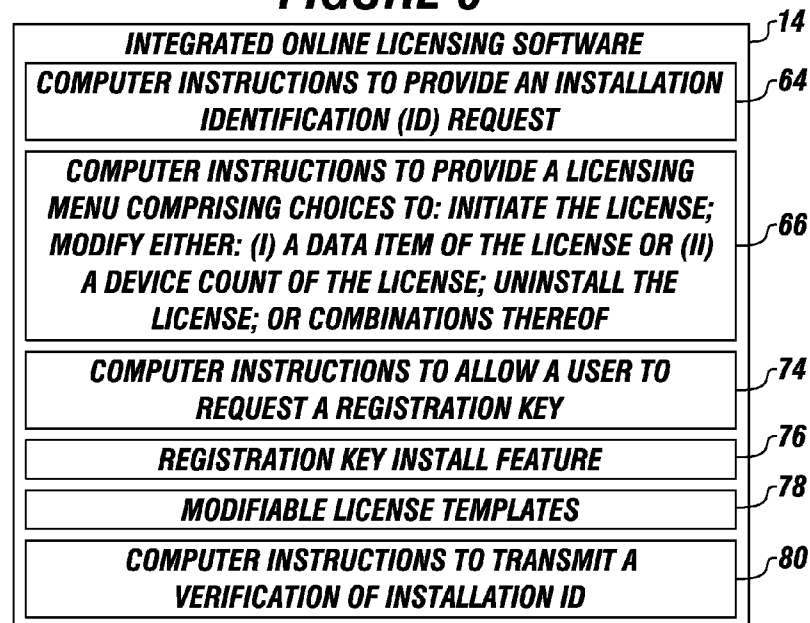 14
INTEGRATED ONLINE LICENSING SOFTWARE
COMPUTER INSTRUCTIONS TO PROVIDE AN INSTALLATION
IDENTIFICATION (ID) REQUEST
64
COMPUTER INSTRUCTIONS TO PROVIDE A LICENSING
MENU COMPRISING CHOICES TO: INITIATE THE LICENSE;
MODIFY EITHER: (I) A DATA ITEM OF THE LICENSE OR (II)
A DEVICE COUNT OF THE LICENSE; UNINSTALL THE
LICENSE; OR COMBINATIONS THEREOF
66
COMPUTER INSTRUCTIONS TO ALLOW A USER TO
REQUEST A REGISTRATION KEY
74
REGISTRATION KEY INSTALL FEATURE
76
MODIFIABLE LICENSE TEMPLATES
78
COMPUTER INSTRUCTIONS TO TRANSMIT A
VERIFICATION OF INSTALLATION ID
80